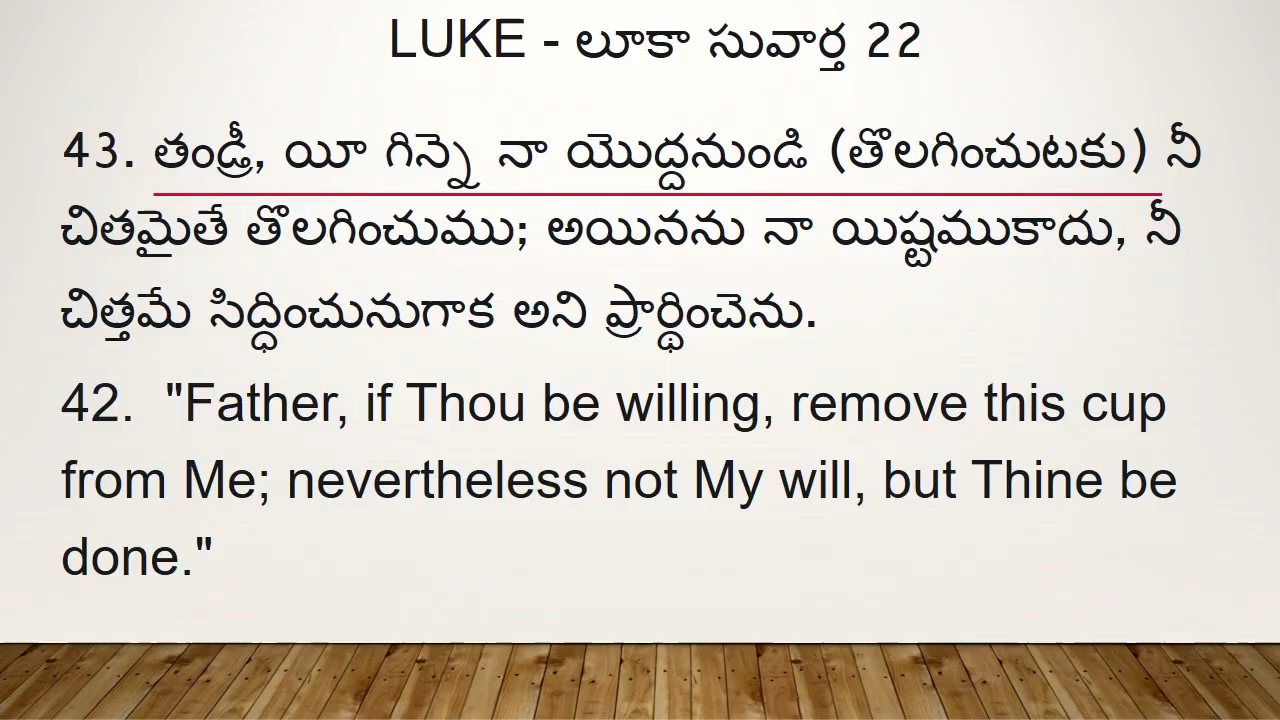 LUKE - లూకా సువార్త 22
43. తండ్రీ, యీ గిన్నె నా యొద్దనుండి (తొలగించుటకు) నీ
చితమైతే తొలగించుము; అయినను నా యిష్టముకాదు, నీ
చిత్తమే సిద్ధించునుగాక అని ప్రార్థించెను.
42. "Father, if Thou be willing, remove this cup
from Me; nevertheless not My will, but Thine be
done."